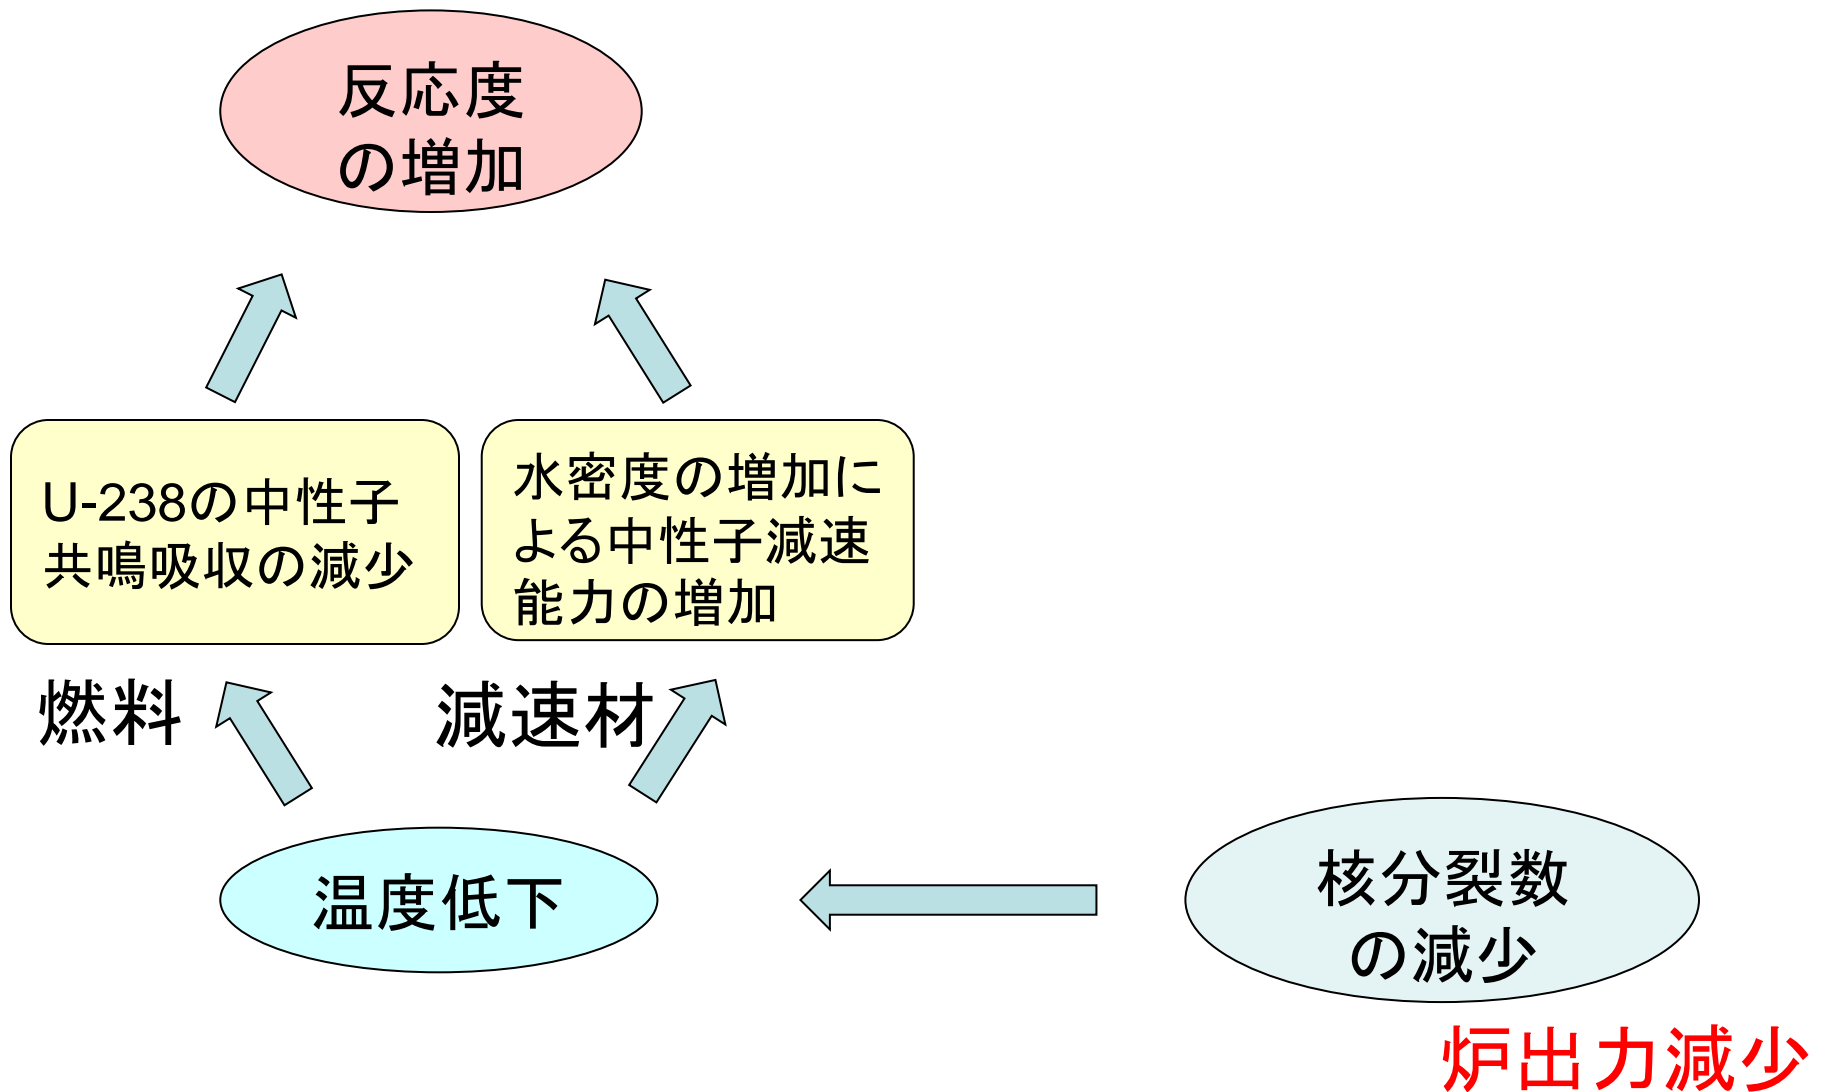 反応度
の増加
U-238の中性子
共鳴吸収の減少
水密度の増加に
よる中性子減速
能力の増加
燃料
減速材
温度低下
核分裂数
の減少
炉出力減少